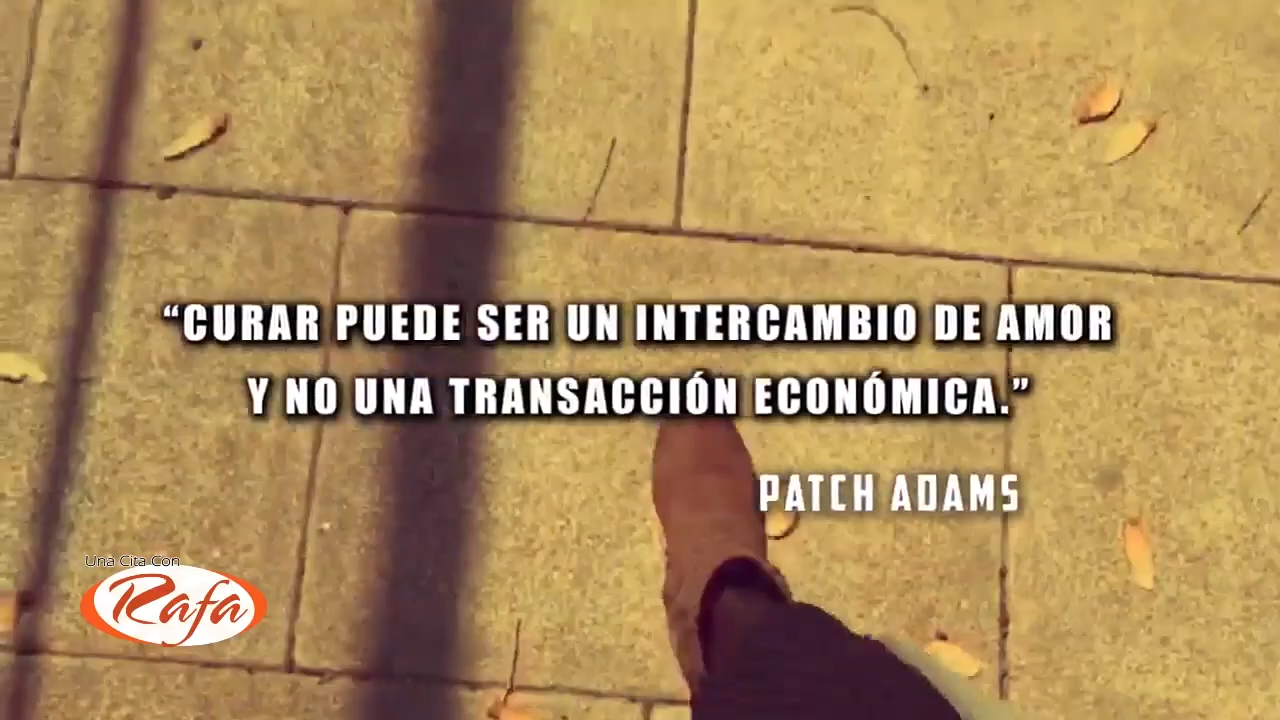 “CURAR PUEDE SER UN INTERCAMBIO DE AMOR
Y NO UNA TRANSACCIÓN ECONÓMICA.”
PATCH ADAMS
Una Cita Con
Rafa